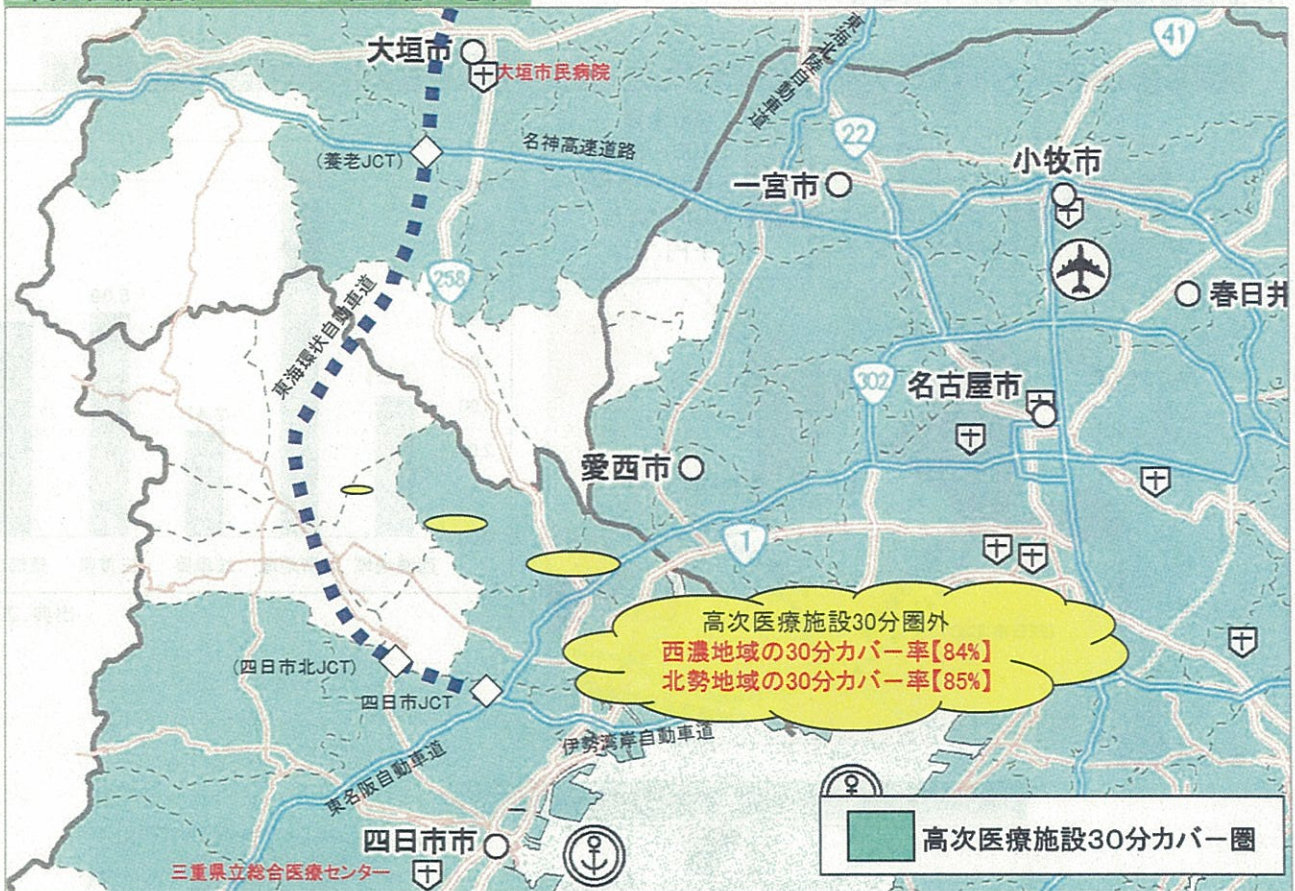 大垣市
大垣市民病院
東海北陸自動車道
41
22
(養老JCT)
名神高速道路
一宮市
小牧市
258
東海環状自動車道
春日井
302
名古屋市
愛西市
1
高次医療施設30分圏外
西濃地域の30分カバー率【84%】
北勢地域の30分カバー率【85%】
(四日市北JCT)
四日市JCT
伊勢湾岸自動車道
東名阪自動車道
四日市市
三重県立総合医療センター
高次医療施設30分カバー圏